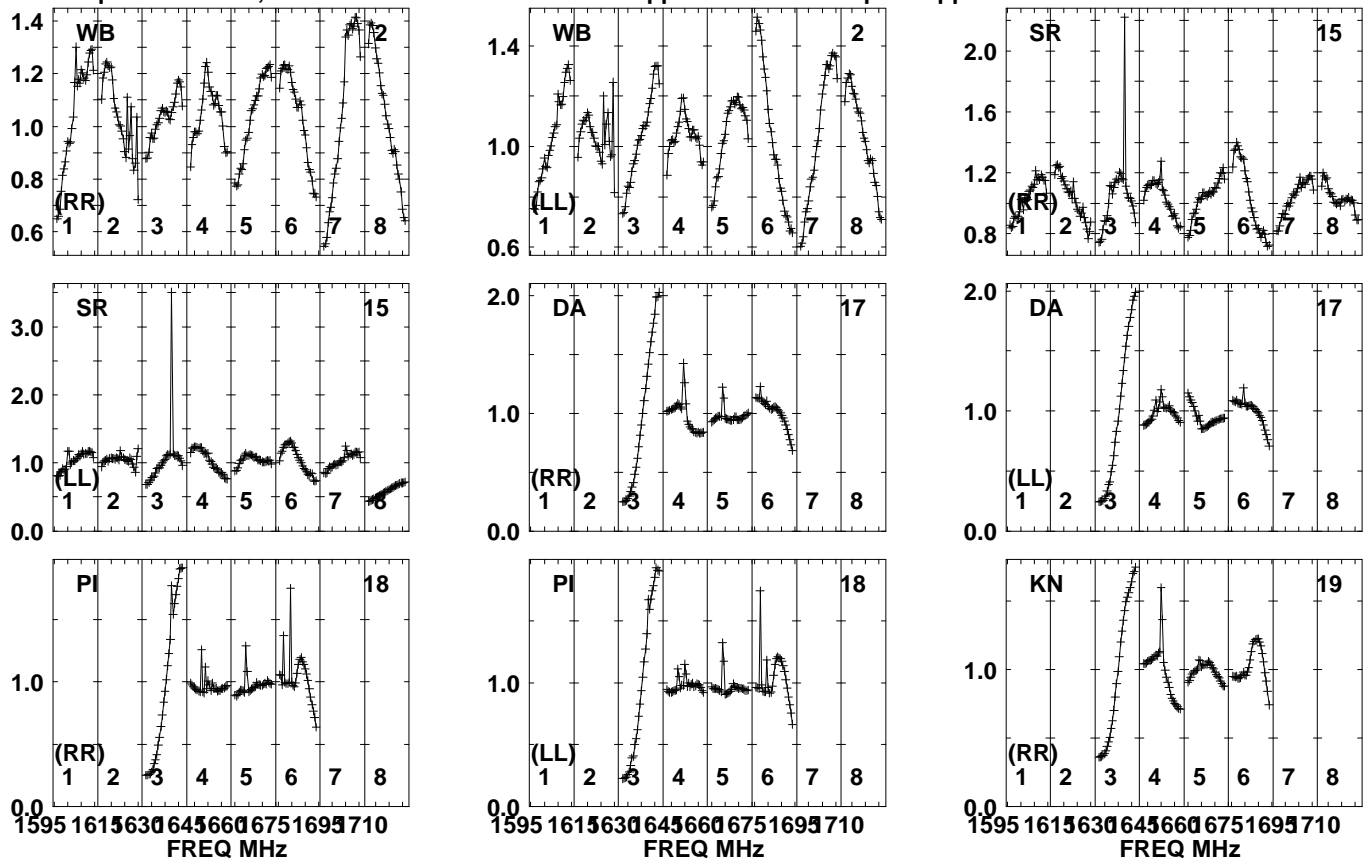 1.4 WB 2 WB 2 SR 15
1.4 2.0
1.2
1.0 1.0 1.6
1.2
0.8
0.6 (RR) 0.6 (LL) 0.8 (RR)
1 2 3 4 5 6 7 8 1 2 3 4 5 6 7 8 1 2 3 4 5 6 7 8
SR 15 DA 17 DA 17
3.0 2.0 2.0
2.0
1.0 1.0 1.0
(LL) (RR) (LL)
1 2 3 4 5 6 7 8 1 2 3 4 5 6 7 8 1 2 3 4 5 6 7 8
0.0 0.0 0.0
PI 18 PI 18 KN 19
1.0 1.0 1.0
(RR) (LL) (RR)
1 2 3 4 5 6 7 8 1 2 3 4 5 6 7 8 1 2 3 4 5 6 7 8
0.0 0.0 0.0
1595 1615 1630 1645 1660 1675 1695 1710 1595 1615 1630 1645 1660 1675 1695 1710 1595 1615 1630 1645 1660 1675 1695 1710
FREQ MHz FREQ MHz FREQ MHz